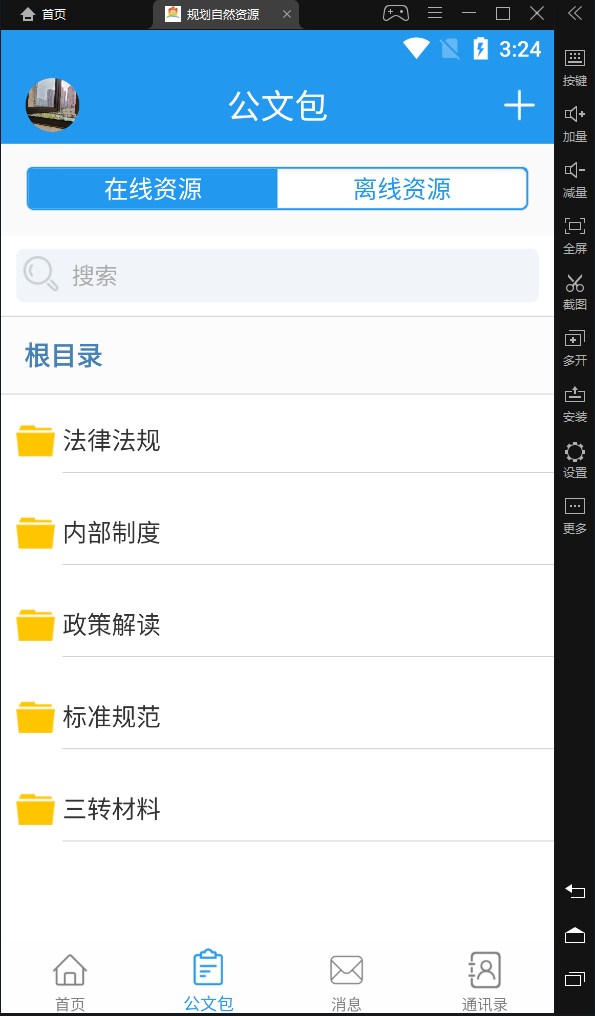 首页
规划自然资源
3:24
公文包
在线资源
离线资源
搜索
根目录
法律法规
内部制度
政策解读
标准规范
三转材料
首页
公文包
消息
通讯录
按键
加量
减量
全屏
截图
多开
安装
设置
更多